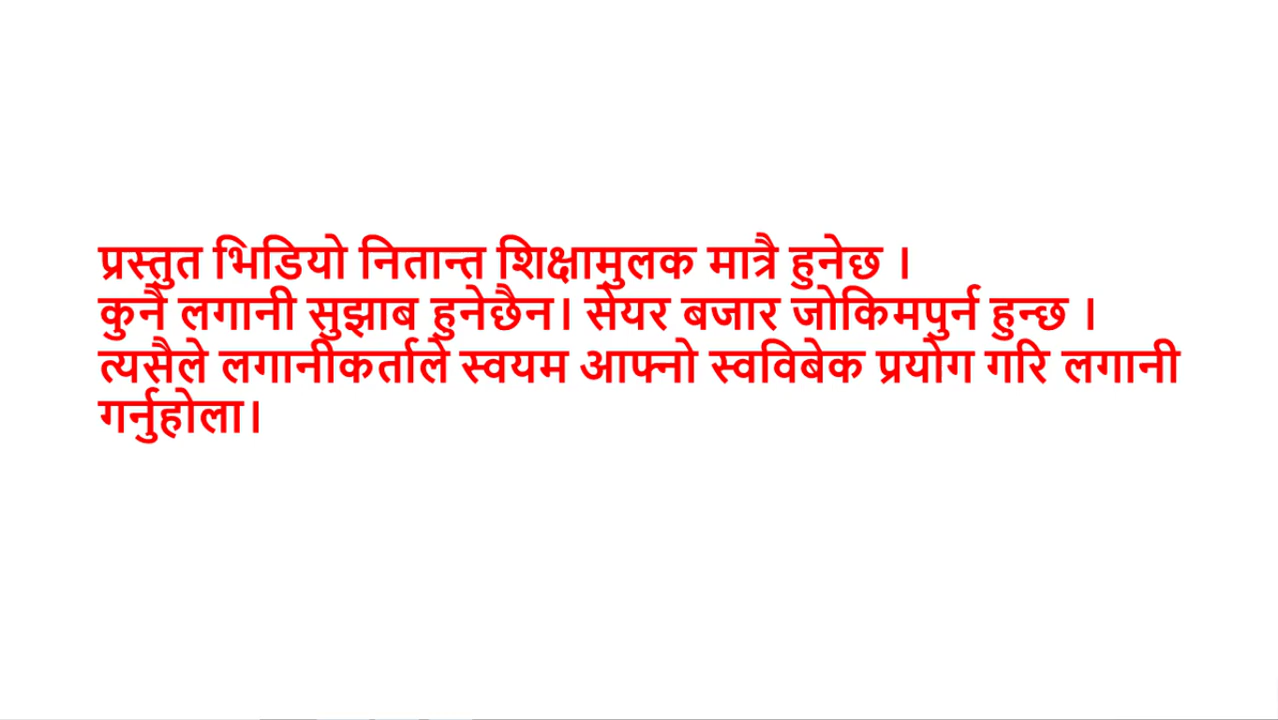 प्रस्तुत भिडियो नितान्त शिक्षामुलक मात्रै हुनेछ ।
कुनै लगानी सुझाब हुनेछैन। सेयर बजार जोकिमपुर्न हुन्छ ।
त्यसैले लगानीकर्ताले स्वयम आफ्नो स्वविबेक प्रयोग गरि लगानी
गर्नुहोला।